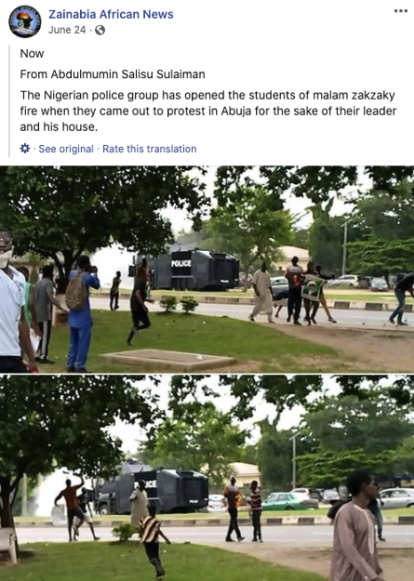 Zainabia African News
June 24 ·
Now
From Abdulmumin Salisu Sulaiman
The Nigerian police group has opened the students of malam zakzaky
fire when they came out to protest in Abuja for the sake of their leader
and his house.
· See original · Rate this translation
POLICE
POLICE